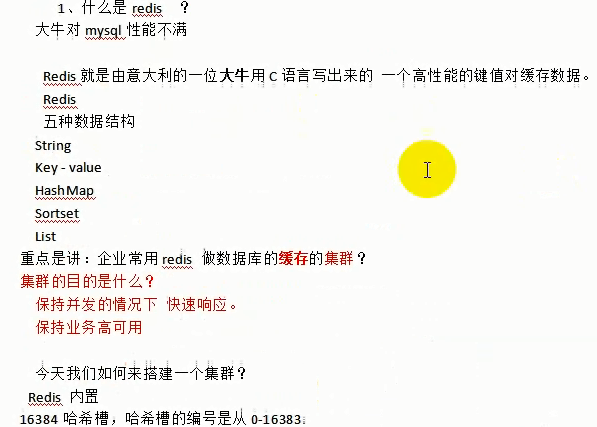 1、什么是 redis ？
大牛对 mysql 性能不满
Redis 就是由意大利的一位大牛用 C 语言写出来的 一个高性能的键值对缓存数据。
Redis
五种数据结构
String
Key - value
HashMap
Sortset
List
重点是讲：企业常用 redis 做数据库的缓存的集群？
集群的目的是什么？
保持并发的情况下 快速响应。
保持业务高可用
今天我们如何来搭建一个集群？
Redis 内置
16384 哈希槽，哈希槽的编号是从 0-16383；